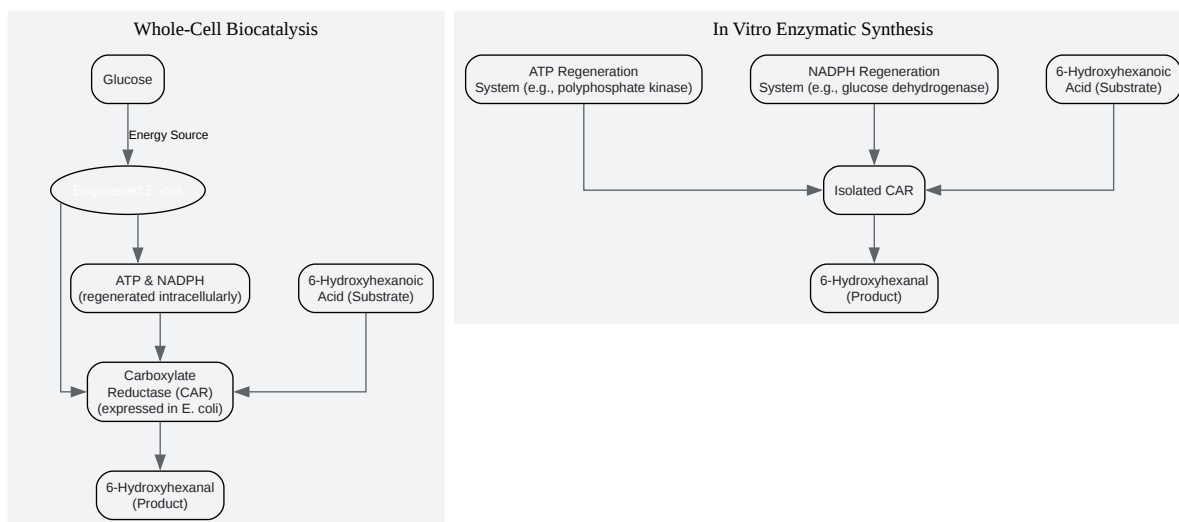 Whole-Cell Biocatalysis
Glucose
Energy Source
Engineered E. coli
ATP & NADPH
(regenerated intracellularly)
6-Hydroxyhexanoic
Acid (Substrate)
Carboxylate
Reductase (CAR)
(expressed in E. coli)
6-Hydroxyhexanal
(Product)
In Vitro Enzymatic Synthesis
ATP Regeneration
System (e.g., polyphosphate kinase)
NADPH Regeneration
System (e.g., glucose dehydrogenase)
6-Hydroxyhexanoic
Acid (Substrate)
Isolated CAR
6-Hydroxyhexanal
(Product)